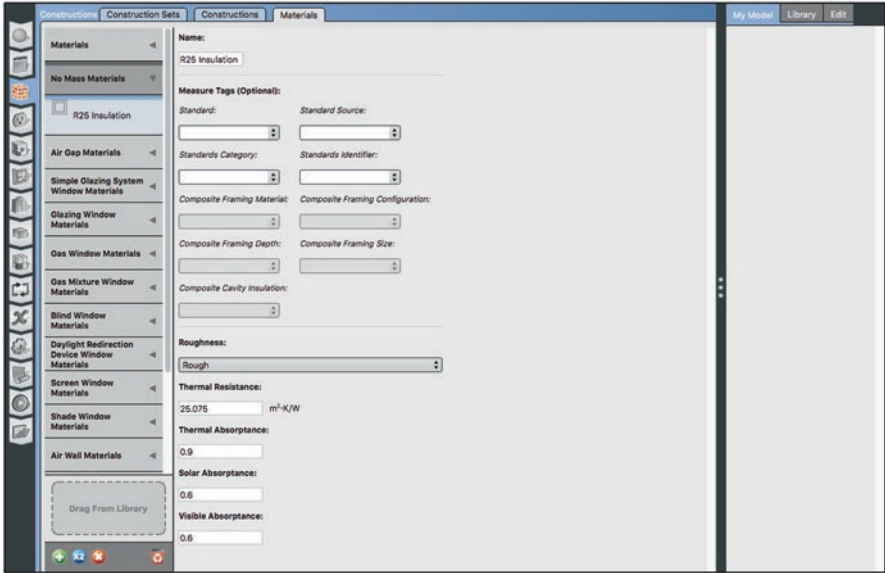 Constructions
Construction Sets
Constructions
Materials
My Model
Library
Edit
Materials
No Mass Materials
R25 Insulation
Air Gap Materials
Simple Glazing System
Window Materials
Glazing Window
Materials
Gas Window Materials
Gas Mixture Window
Materials
Blind Window
Materials
Daylight Redirection
Device Window
Materials
Screen Window
Materials
Shade Window
Materials
Air Wall Materials
Drag From Library
X2
Name:
R25 Insulation
Measure Tags (Optional):
Standard:
Standard Source:
Standards Category:
Standards Identifier:
Composite Framing Material:
Composite Framing Configuration:
Composite Framing Depth:
Composite Framing Size:
Composite Cavity Insulation:
Roughness:
Rough
Thermal Resistance:
25.075 m²·K/W
Thermal Absorptance:
0.9
Solar Absorptance:
0.6
Visible Absorptance:
0.6